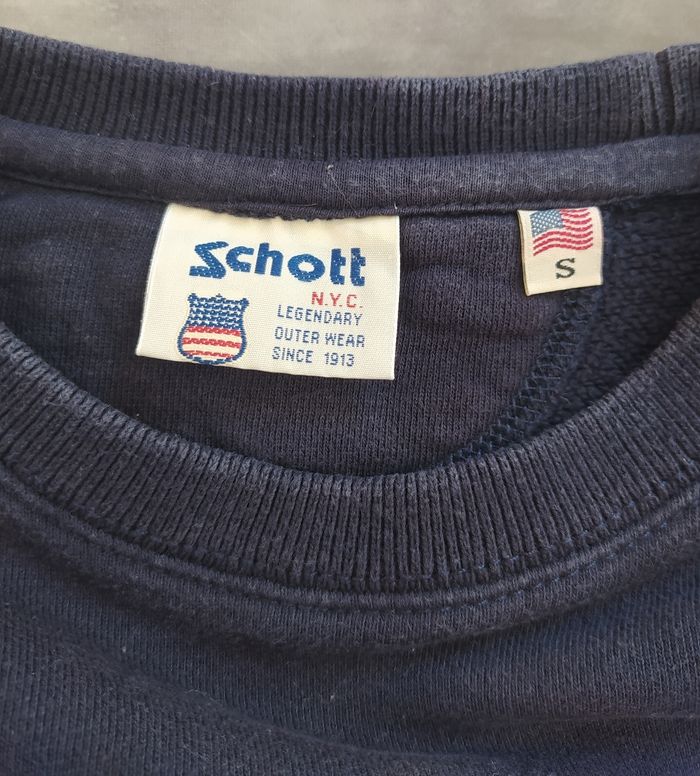 Schott
N.Y.C.
LEGENDARY
OUTER WEAR
SINCE 1913
S